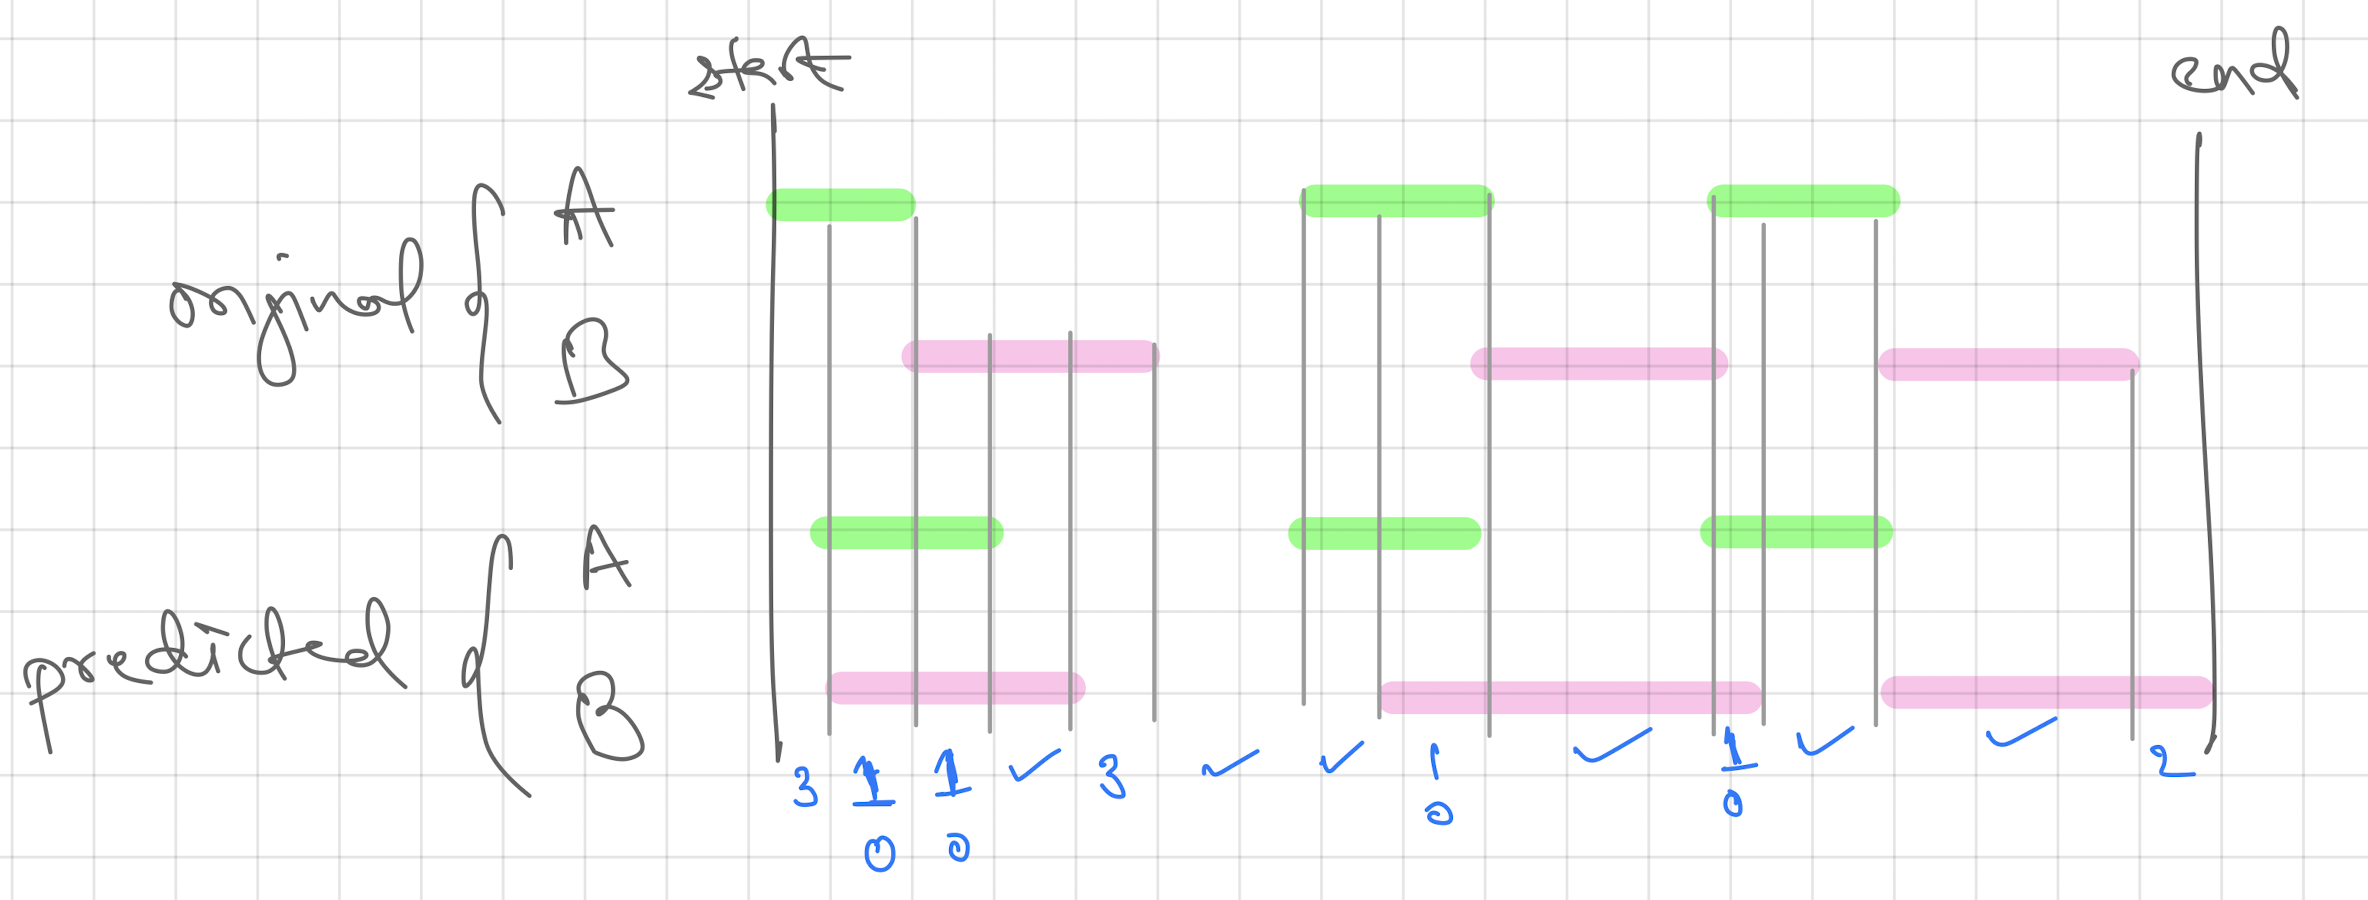 start end
original { A
B
predicted { A
B
3 1 1 ✓ 3 ✓ ✓ 1 ✓ 1 ✓ ✓ 2
0 0 0 0